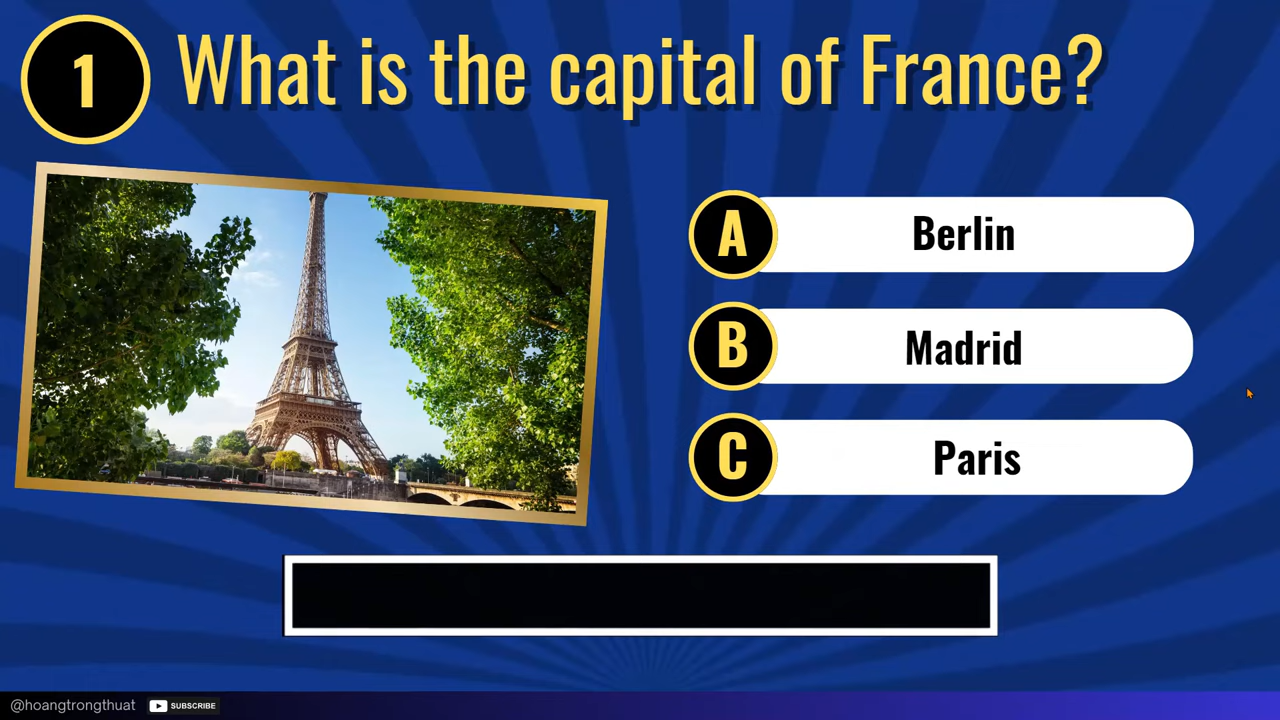 1
What is the capital of France?
A
Berlin
B
Madrid
C
Paris
@hoangtrongthuat
SUBSCRIBE